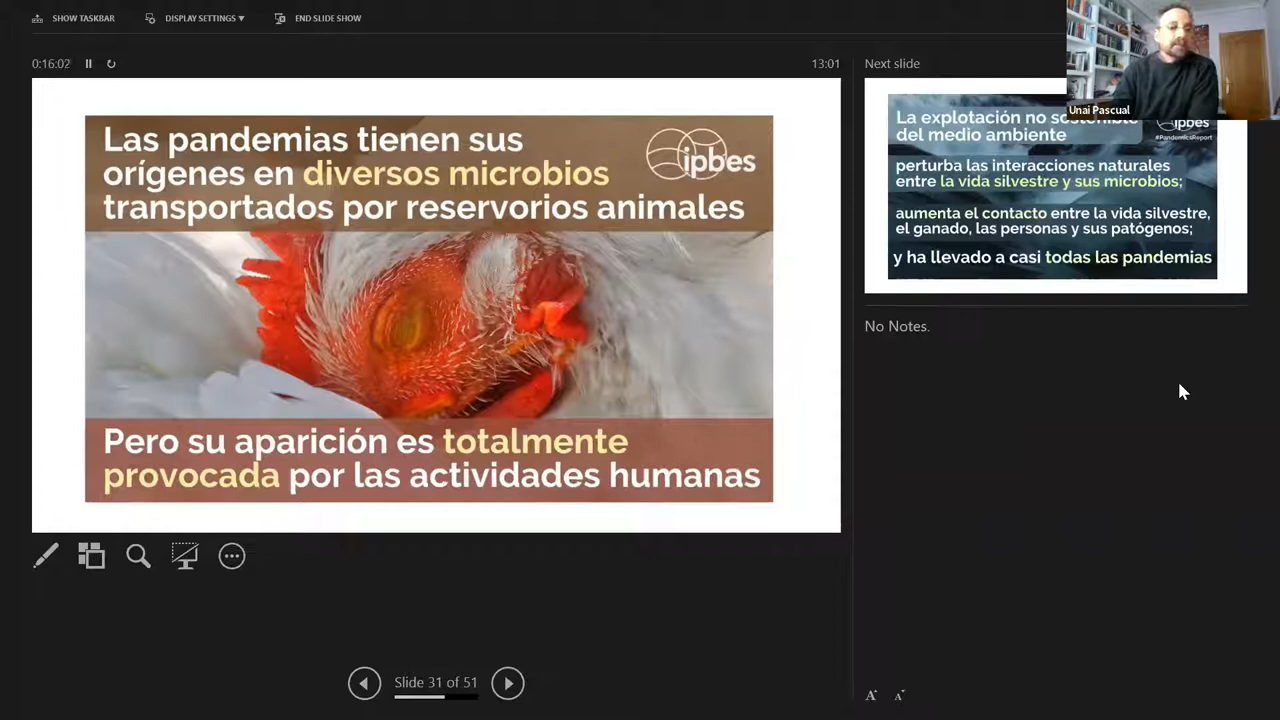 SHOW TASKBAR
DISPLAY SETTINGS ▾
END SLIDE SHOW
0:16:02
13:01
Las pandemias tienen sus
orígenes en diversos microbios
transportados por reservorios animales
ipbes
Pero su aparición es totalmente
provocada por las actividades humanas
Slide 31 of 51
Next slide
Unai Pascual
La explotación no sostenible
del medio ambiente
ipbes
#PandemicsReport
perturba las interacciones naturales
entre la vida silvestre y sus microbios;
aumenta el contacto entre la vida silvestre,
el ganado, las personas y sus patógenos;
y ha llevado a casi todas las pandemias
No Notes.
A A